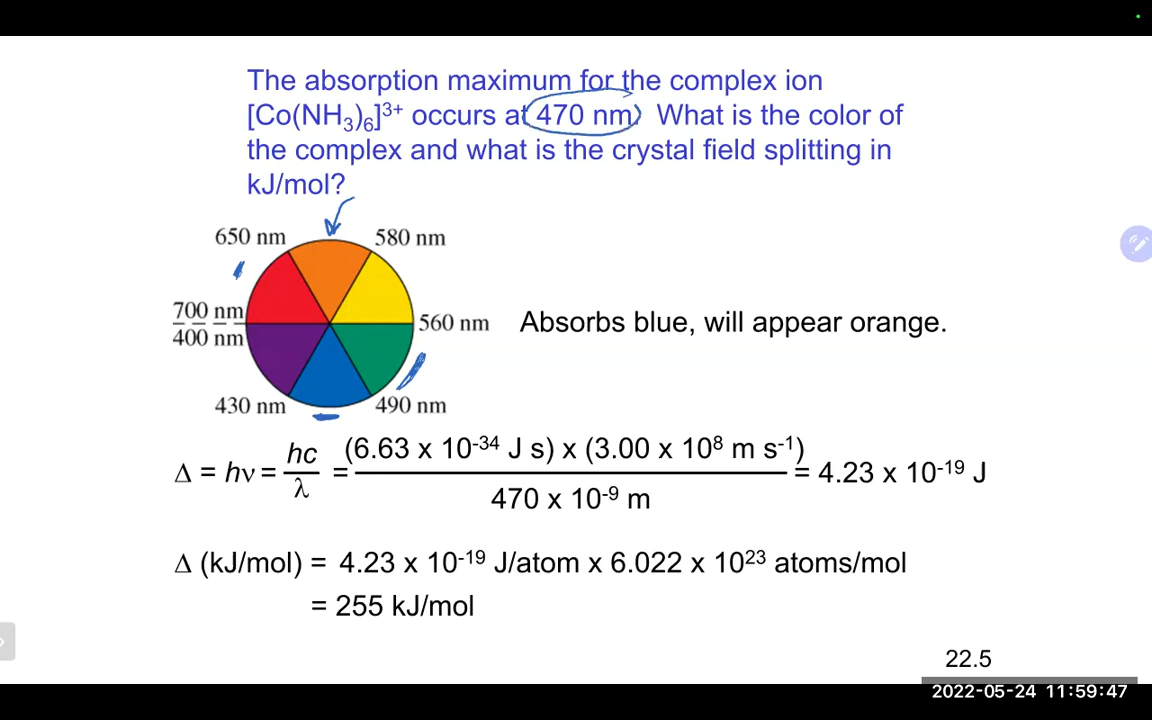 The absorption maximum for the complex ion
[Co(NH₃)₆]³⁺ occurs at 470 nm. What is the color of
the complex and what is the crystal field splitting in
kJ/mol?
650 nm 580 nm
700 nm 560 nm
400 nm
Absorbs blue, will appear orange.
430 nm 490 nm
Δ = hν = hc/λ = (6.63 x 10⁻³⁴ J s) x (3.00 x 10⁸ m s⁻¹) / 470 x 10⁻⁹ m = 4.23 x 10⁻¹⁹ J
Δ (kJ/mol) = 4.23 x 10⁻¹⁹ J/atom x 6.022 x 10²³ atoms/mol
= 255 kJ/mol
22.5
2022-05-24 11:59:47